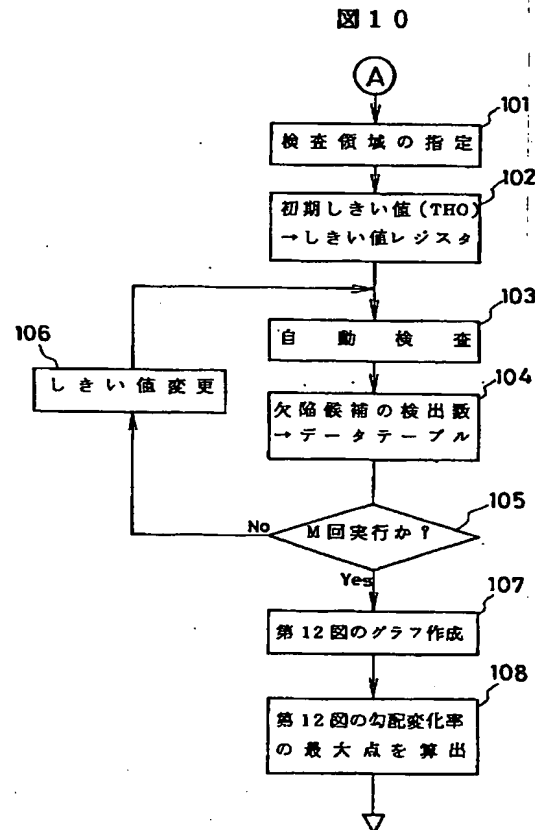 図10
A
101
検査領域の指定
102
初期しきい値(THO)
→しきい値レジスタ
103
自動検査
106
しきい値変更
104
欠陥候補の検出数
→データテーブル
105
M回実行か?
No
Yes
107
第12図のグラフ作成
108
第12図の勾配変化率
の最大点を算出